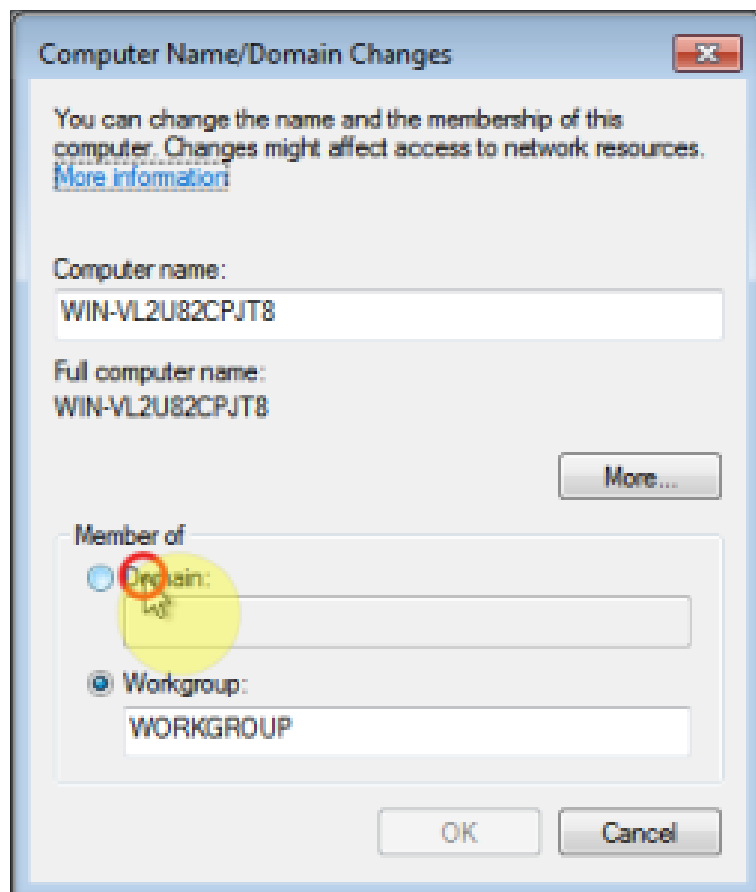 Computer Name/Domain Changes
You can change the name and the membership of this
computer. Changes might affect access to network resources.
More information
Computer name:
WIN-VL2U82CPJT8
Full computer name:
WIN-VL2U82CPJT8
More...
Member of
Domain:
Workgroup:
WORKGROUP
OK
Cancel